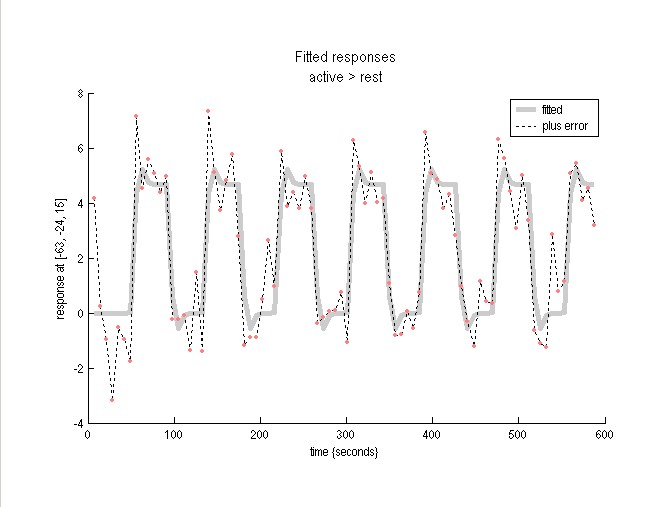 Fitted responses
active > rest
8
fitted
plus error
6
4
2
0
-2
-4
response at [-63, -24, 15]
0
100
200
300
400
500
600
time {seconds}